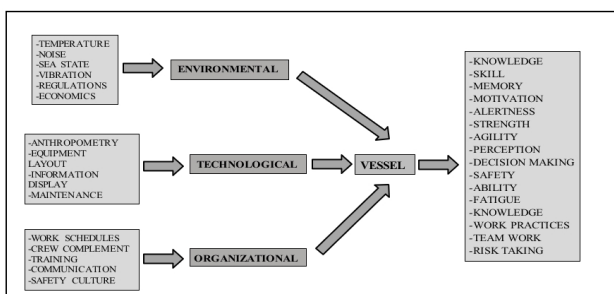 -TEMPERATURE
-NOISE
-SEA STATE
-VIBRATION
-REGULATIONS
-ECONOMICS
ENVIRONMENTAL
-ANTHROPOMETRY
-EQUIPMENT
LAYOUT
-INFORMATION
DISPLAY
-MAINTENANCE
TECHNOLOGICAL
-WORK SCHEDULES
-CREW COMPLEMENT
-TRAINING
-COMMUNICATION
-SAFETY CULTURE
ORGANIZATIONAL
VESSEL
-KNOWLEDGE
-SKILL
-MEMORY
-MOTIVATION
-ALERTNESS
-STRENGTH
-AGILITY
-PERCEPTION
-DECISION MAKING
-SAFETY
-ABILITY
-FATIGUE
-KNOWLEDGE
-WORK PRACTICES
-TEAM WORK
-RISK TAKING